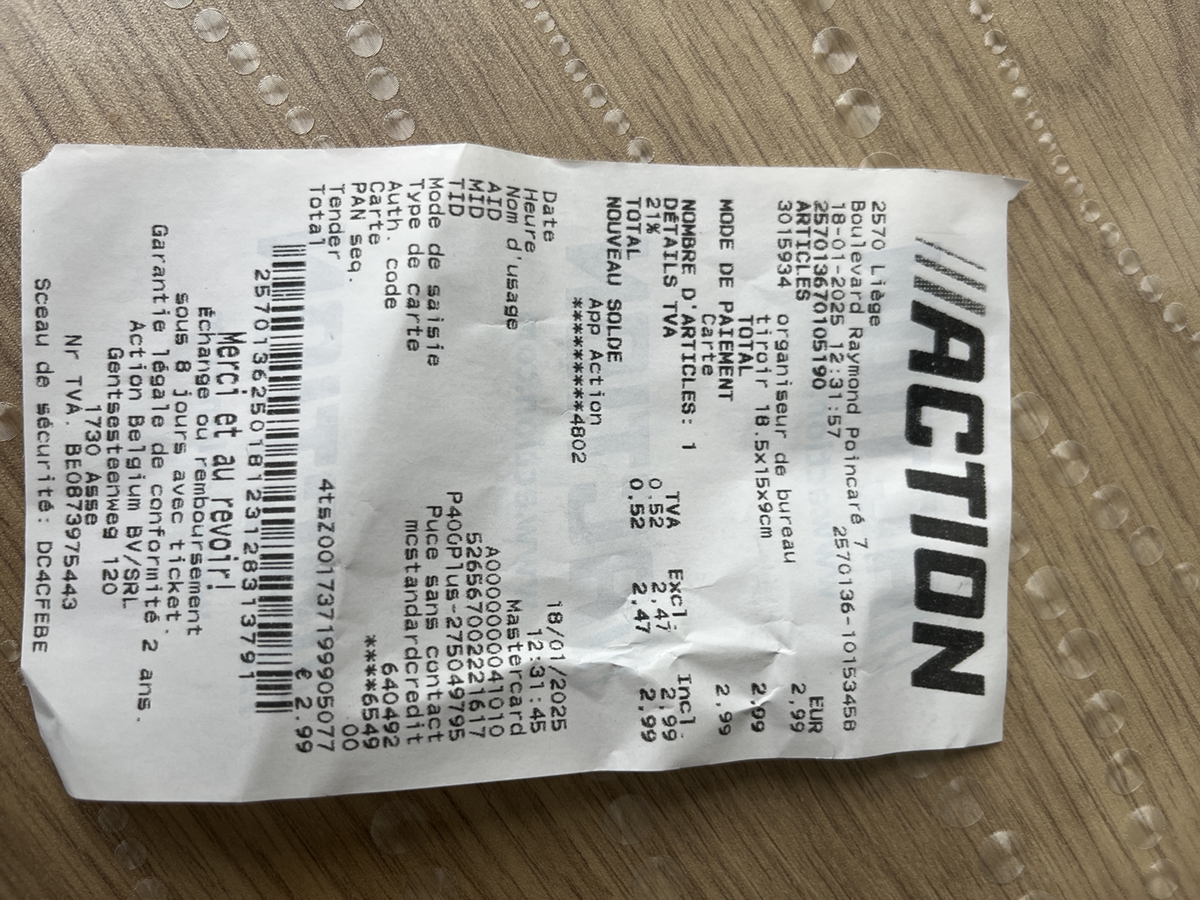 ACTION
2570 Liège
Boulevard Raymond Poincaré 7
18-01-2025 12:31:57 2570136-10153458
257013670105190
ARTICLES EUR
3015934 organiseur de bureau 2,99
tiroir 18.5x15x9cm
TOTAL 2,99
MODE DE PAIEMENT
Carte 2,99
NOMBRE D'ARTICLES: 1
DÉTAILS TVA TVA Excl. Incl.
21% 0,52 2,47 2,99
TOTAL 0,52 2,47 2,99
NOUVEAU SOLDE
App Action
**********4802
Date 18/01/2025
Heure 12:31:45
Nom d'usage Mastercard
AID A0000000041010
MID 526567002221617
TID P400Plus-275049795
Mode de saisie Puce sans contact
Type de carte mcstandardcredit
Auth. code 640492
Carte ****6549
PAN seq. 00
Tender 4tsZ001737199905077
Total € 2.99
2570136250181231283137 91
Merci et au revoir!
Échange ou remboursement
sous 8 jours avec ticket.
Garantie légale de conformité 2 ans.
Action Belgium BV/SRL
Gentsesteenweg 120
1730 Asse
Nr TVA. BE0873975443
Sceau de sécurité: DC4CFEBE